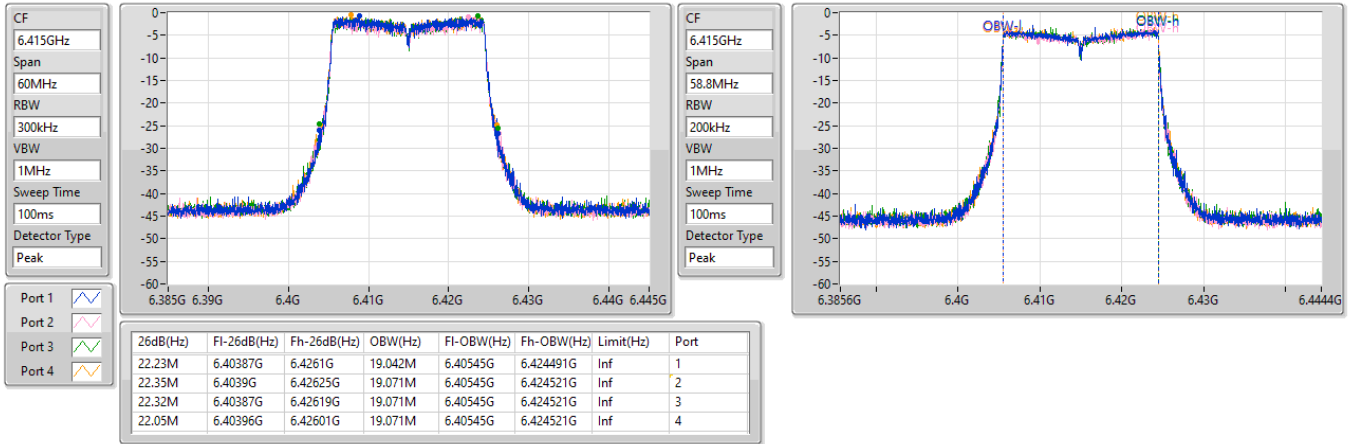 CF
6.415GHz
Span
60MHz
RBW
300kHz
VBW
1MHz
Sweep Time
100ms
Detector Type
Peak
0
-5
-10
-15
-20
-25
-30
-35
-40
-45
-50
-55
-60
6.385G 6.39G 6.4G 6.41G 6.42G 6.43G 6.44G 6.445G
CF
6.415GHz
Span
58.8MHz
RBW
200kHz
VBW
1MHz
Sweep Time
100ms
Detector Type
Peak
0
-5
-10
-15
-20
-25
-30
-35
-40
-45
-50
-55
-60
OBW-l OBW-h
6.3856G 6.4G 6.41G 6.42G 6.43G 6.4444G
Port 1
Port 2
Port 3
Port 4
26dB(Hz) Fl-26dB(Hz) Fh-26dB(Hz) OBW(Hz) Fl-OBW(Hz) Fh-OBW(Hz) Limit(Hz) Port
22.23M 6.40387G 6.4261G 19.042M 6.40545G 6.424491G Inf 1
22.35M 6.4039G 6.42625G 19.071M 6.40545G 6.424521G Inf 2
22.32M 6.40387G 6.42619G 19.071M 6.40545G 6.424521G Inf 3
22.05M 6.40396G 6.42601G 19.071M 6.40545G 6.424521G Inf 4